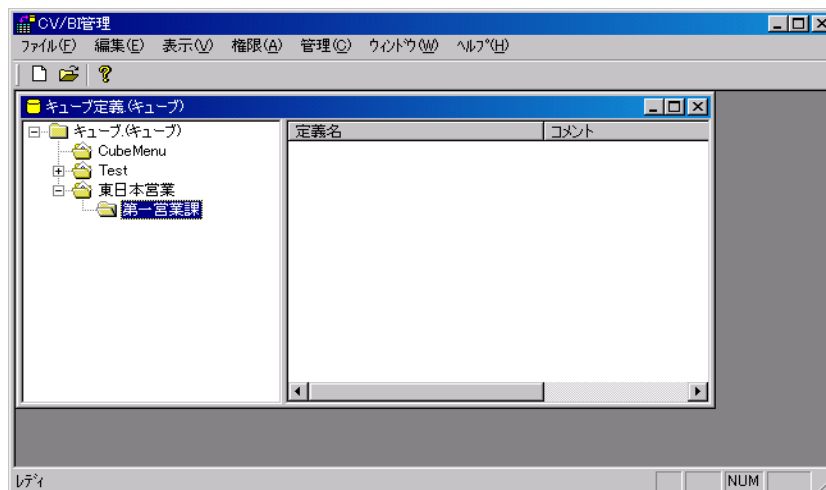 CV/BI管理
ﾌｧｲﾙ(F) 編集(E) 表示(V) 権限(A) 管理(C) ｳｨﾝﾄﾞｳ(W) ﾍﾙﾌﾟ(H)
キューブ定義.(キューブ)
キューブ.(キューブ) 定義名 コメント
CubeMenu
Test
東日本営業
第一営業課
ﾚﾃﾞｨ NUM